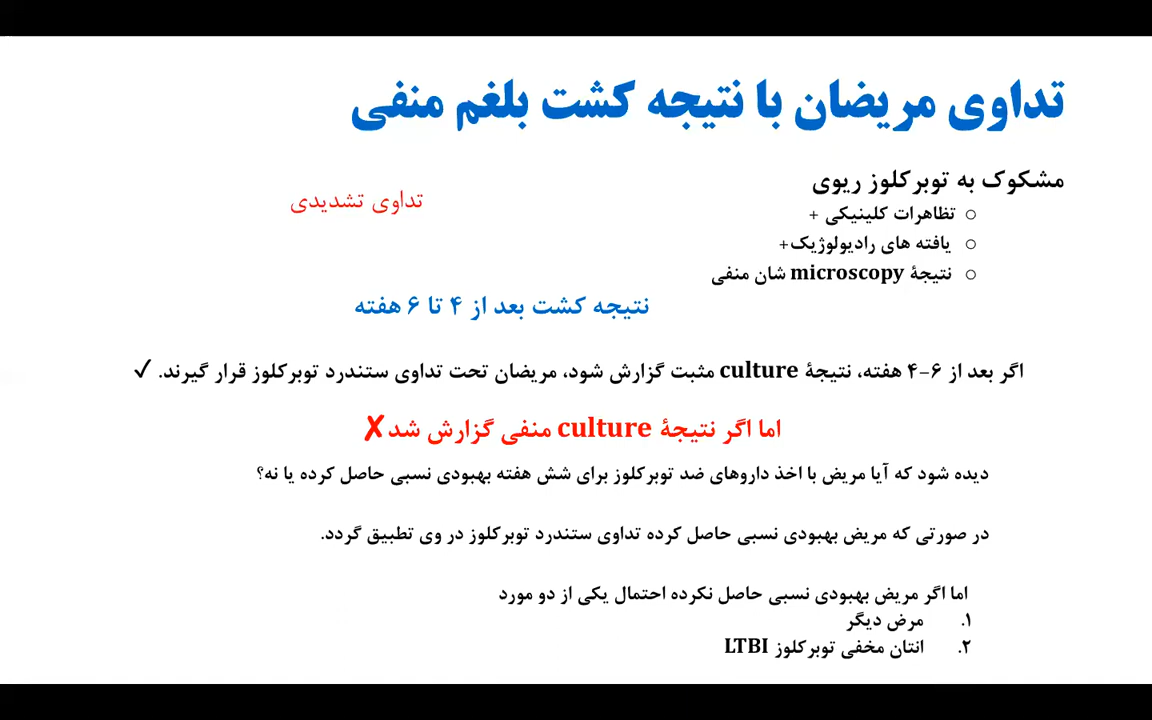 تداوی مریضان با نتیجه کشت بلغم منفی
مشکوک به توبرکلوز ریوی
○ تظاهرات کلینیکی +
○ یافته های رادیولوژیک+
○ نتیجۀ microscopy شان منفی
تداوی تشدیدی
نتیجه کشت بعد از ۴ تا ۶ هفته
اگر بعد از ۶-۴ هفته، نتیجۀ culture مثبت گزارش شود، مریضان تحت تداوی ستندرد توبرکلوز قرار گیرند. ✓
اما اگر نتیجۀ culture منفی گزارش شد ✗
دیده شود که آیا مریض با اخذ داروهای ضد توبرکلوز برای شش هفته بهبودی نسبی حاصل کرده یا نه؟
در صورتی که مریض بهبودی نسبی حاصل کرده تداوی ستندرد توبرکلوز در وی تطبیق گردد.
اما اگر مریض بهبودی نسبی حاصل نکرده احتمال یکی از دو مورد
۱. مرض دیگر
۲. انتان مخفی توبرکلوز LTBI